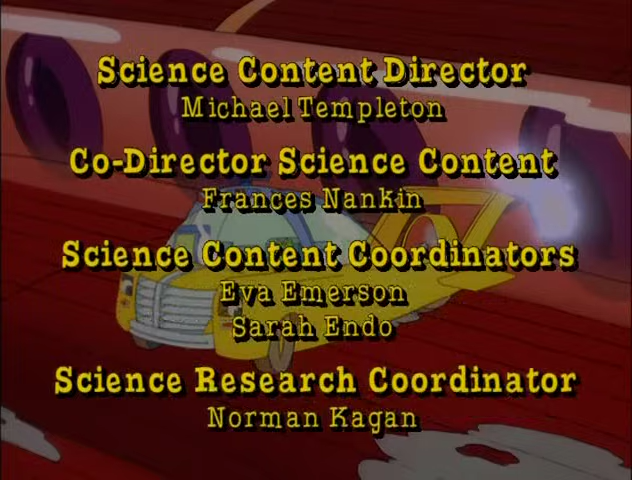 Science Content Director
Michael Templeton
Co-Director Science Content
Frances Nankin
Science Content Coordinators
Eva Emerson
Sarah Endo
Science Research Coordinator
Norman Kagan